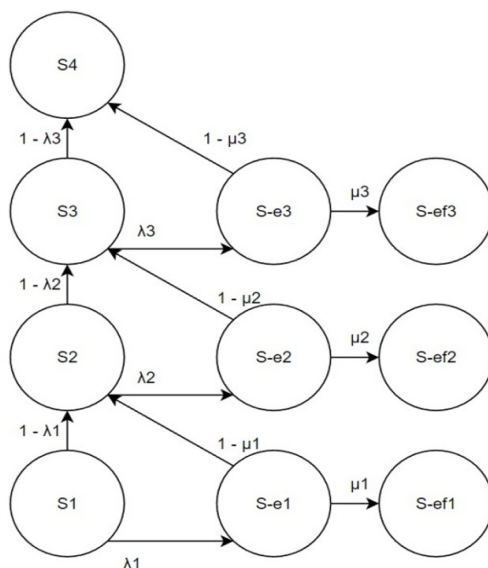 S4
1 - λ3
1 - μ3
S3
λ3
S-e3
μ3
S-ef3
1 - λ2
1 - μ2
S2
λ2
S-e2
μ2
S-ef2
1 - λ1
1 - μ1
S1
λ1
S-e1
μ1
S-ef1